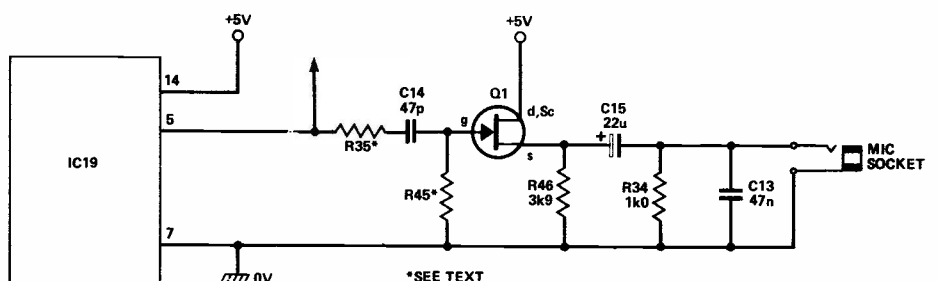 +5V
+5V
14
C14
47p
Q1
d,Sc
C15
22u
5
g
+
R35*
s
MIC
SOCKET
IC19
R45*
R46
3k9
R34
1k0
C13
47n
7
0V
*SEE TEXT